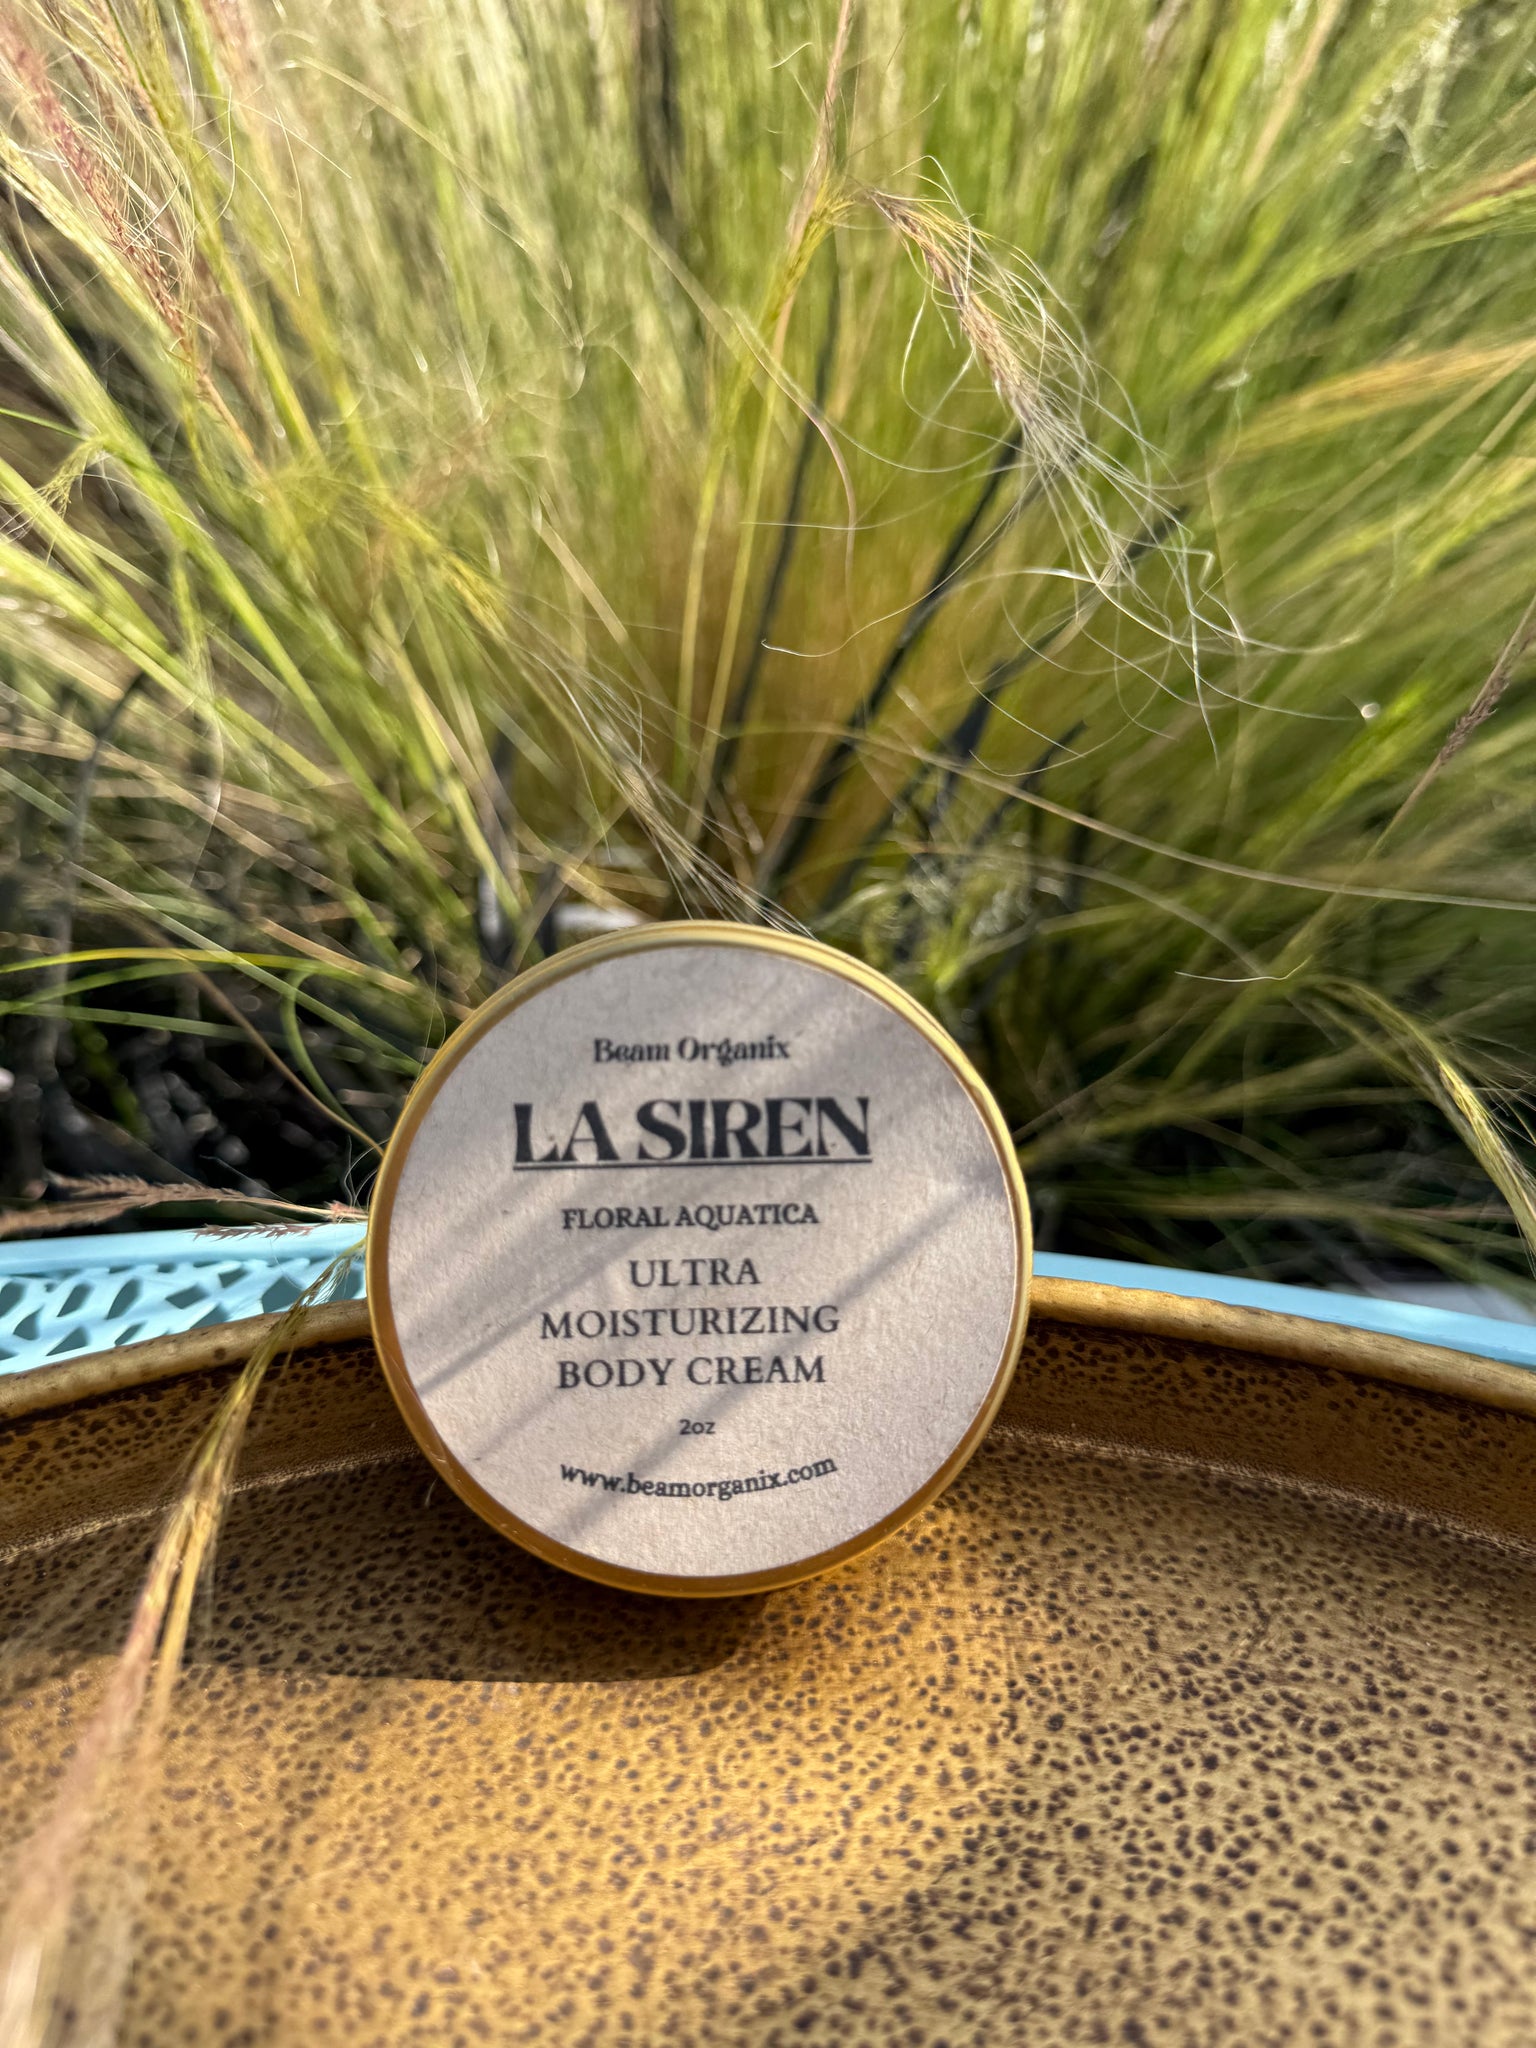 Beam Organix
LA SIREN
FLORAL AQUATICA
ULTRA
MOISTURIZING
BODY CREAM
2oz
www.beamorganix.com